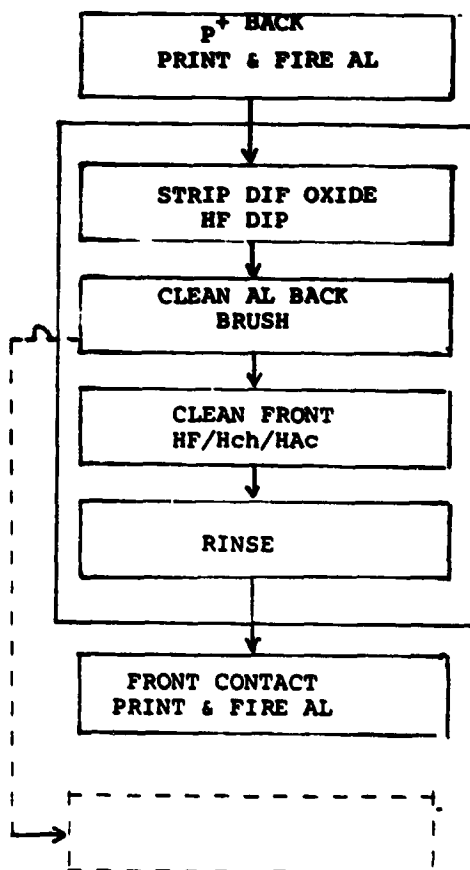 P+ BACK
PRINT & FIRE AL
STRIP DIF OXIDE
HF DIP
CLEAN AL BACK
BRUSH
CLEAN FRONT
HF/Hch/HAc
RINSE
FRONT CONTACT
PRINT & FIRE AL